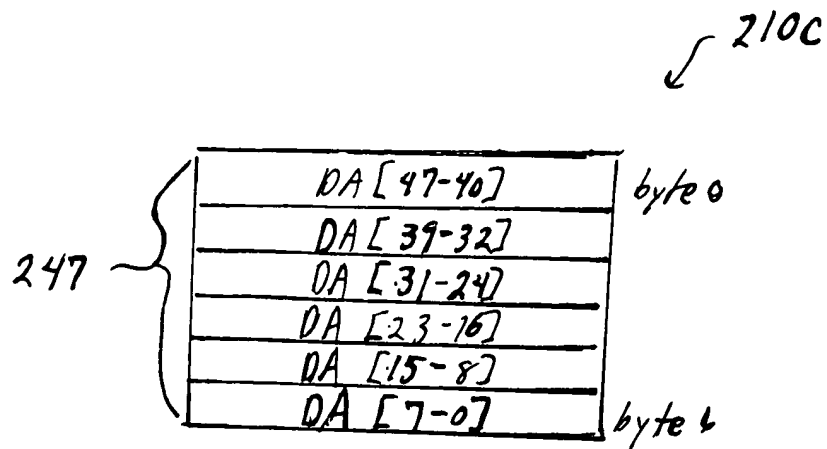 210C
DA [47-40] byte 0
DA [39-32]
DA [31-24]
247
DA [23-16]
DA [15-8]
DA [7-0] byte 6